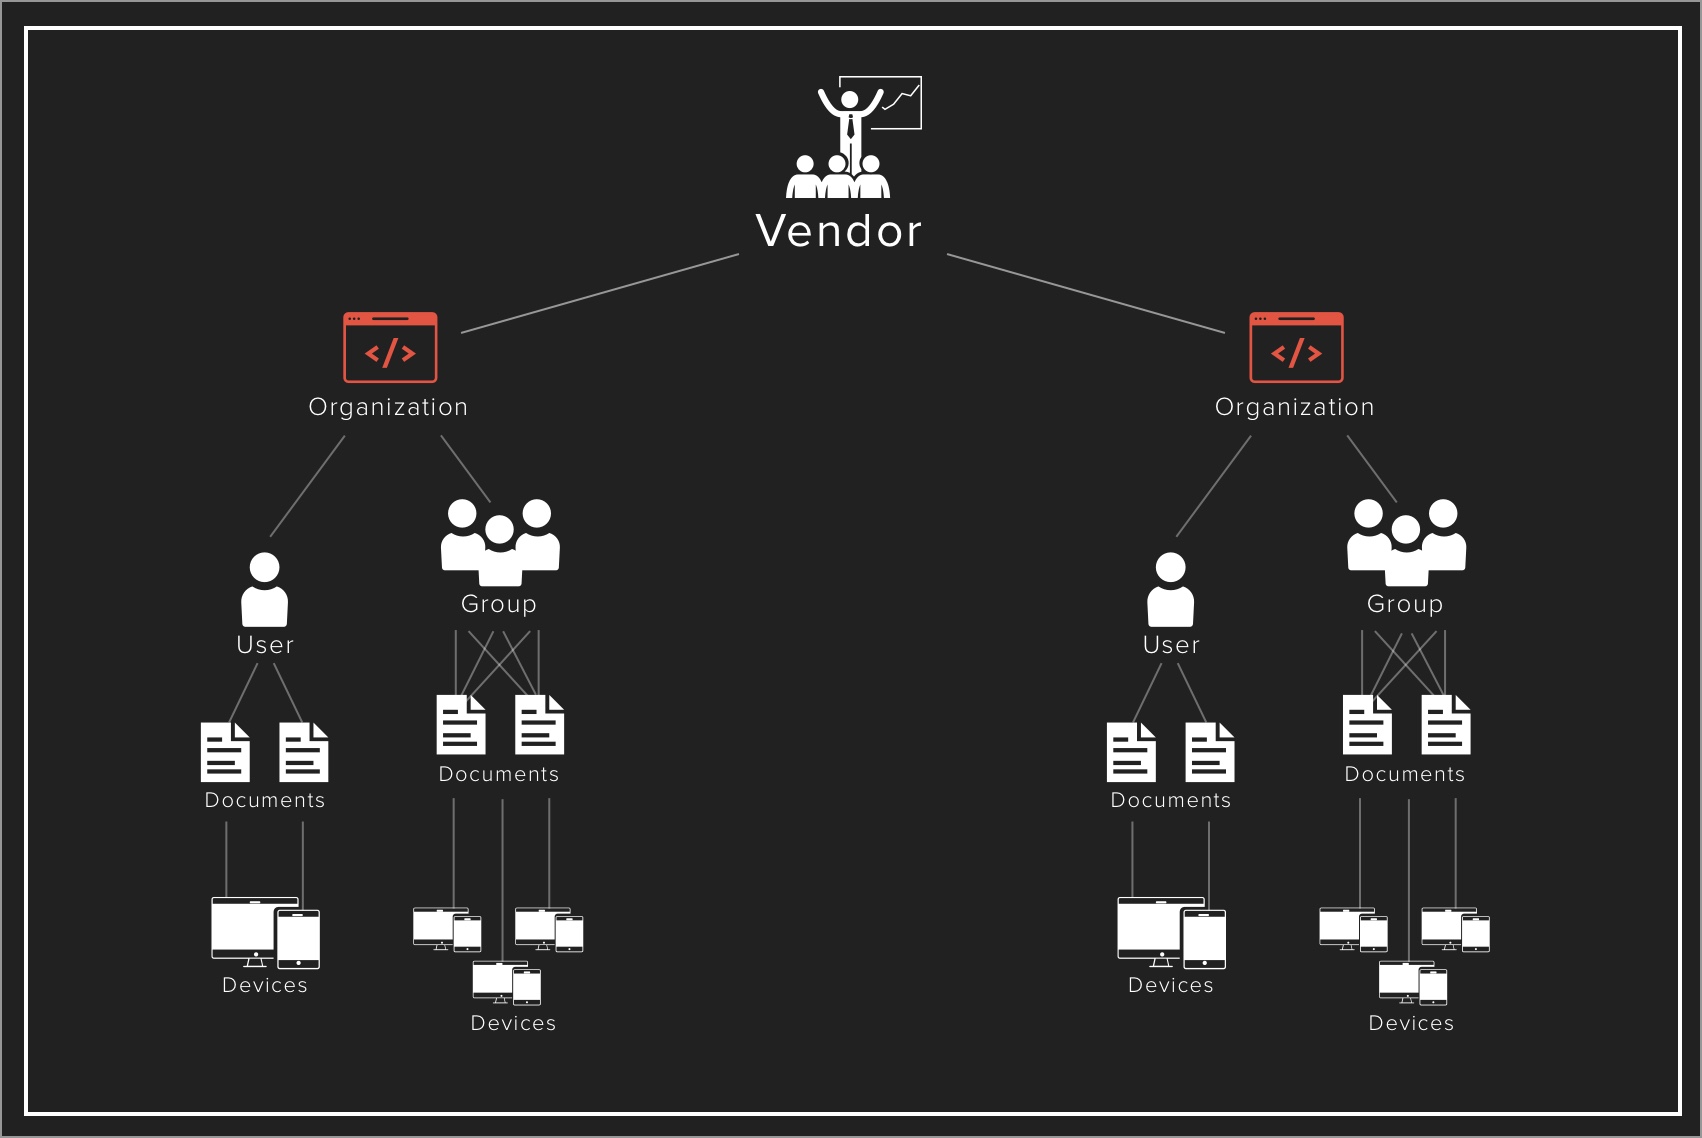 Vendor
</>
</>
Organization
Organization
Group
Group
User
User
Documents
Documents
Documents
Documents
Devices
Devices
Devices
Devices